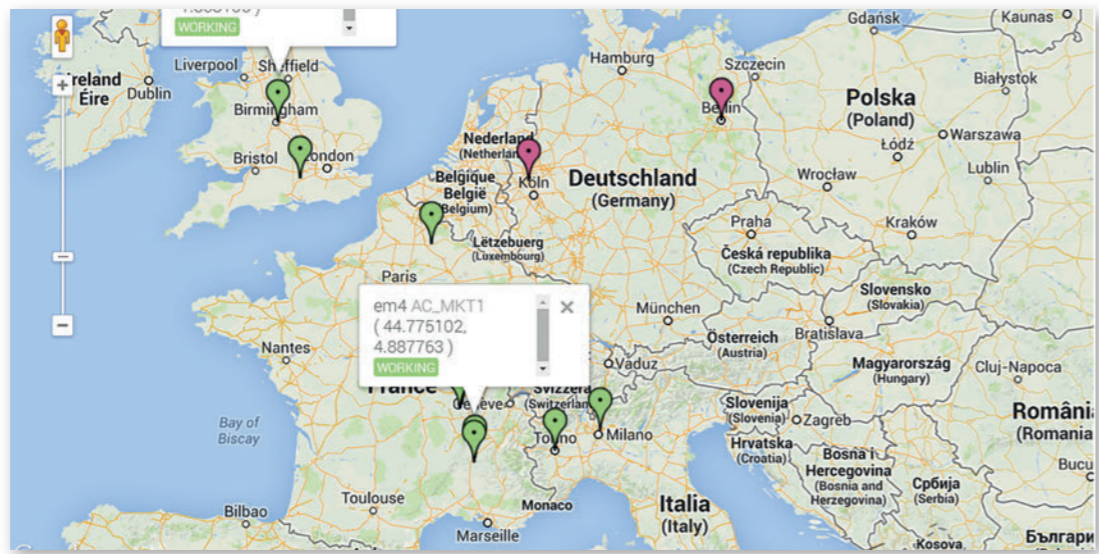 WORKING
Gdańsk
Kaunas
Hamburg
Szczecin
Liverpool
Sheffield
Ireland
Éire
Dublin
Białystok
Birmingham
Berlin
Polska
(Poland)
Nederland
(Netherlan
Warszawa
Łódź
Bristol
London
Belgique
België
(Belgium)
Köln
Deutschland
(Germany)
Wrocław
Lublin
Praha
Kraków
Lëtzebuerg
(Luxembourg)
Česká republika
(Czech Republic)
Paris
Slovensko
(Slovakia)
em4 AC_MKT1
( 44.775102,
4.887763 )
WORKING
München
Österreich
(Austria)
Bratislava
Nantes
Vaduz
Magyarország
(Hungary)
Cluj-Napoca
France
Genève
Svizzera
(Switzerland
Slovenija
(Slovenia)
Zagreb
Români
(Romania
Bay of
Biscay
Torino
Milano
Hrvatska
(Croatia)
Bosna i
Hercegovina
(Bosnia and
Herzegovina)
Србија
(Serbia)
Bucu
Toulouse
Monaco
Italia
(Italy)
Bilbao
Marseille
Kosova
Българи